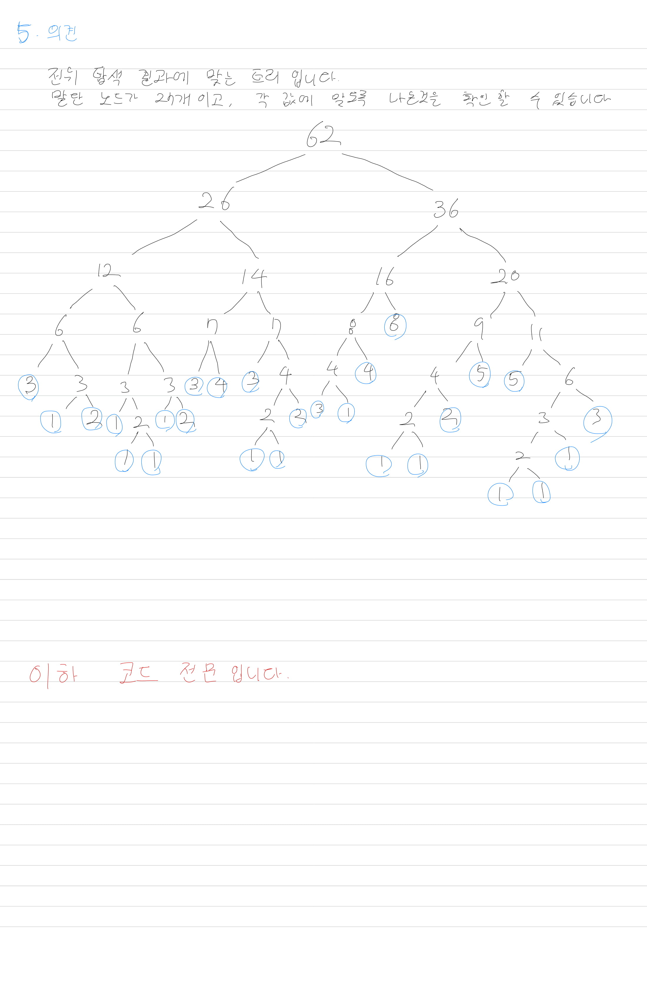 5. 의견
전위 탐색 결과에 맞는 트리 입니다.
말단 노드가 27개 이고, 각 값에 알도록 나온것을 확인 할 수 있습니다
62
26 36
12 14 16 20
6 6 7 7 8 8 9 11
3 3 3 3 3 4 3 4 4 4 4 5 5 6
1 2 1 2 1 2 2 2 3 1 2 2 3 3
1 1 1 1 1 1 2 1
1 1
이하 코드 전문 입니다.